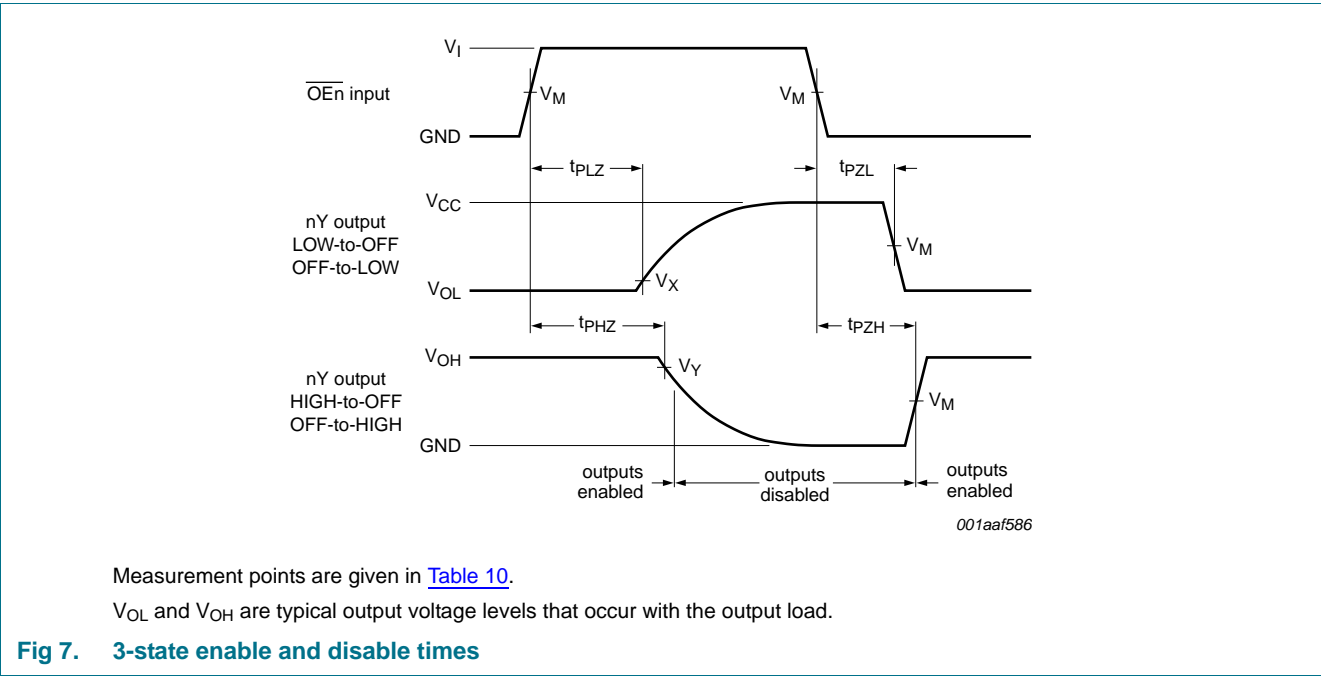 VI
OEn input
VM
VM
GND
tPLZ
tPZL
VCC
nY output
LOW-to-OFF
OFF-to-LOW
VM
VX
VOL
tPHZ
tPZH
VOH
VY
nY output
HIGH-to-OFF
OFF-to-HIGH
VM
GND
outputs
enabled
outputs
disabled
outputs
enabled
001aaf586
Measurement points are given in Table 10.
VOL and VOH are typical output voltage levels that occur with the output load.
Fig 7. 3-state enable and disable times